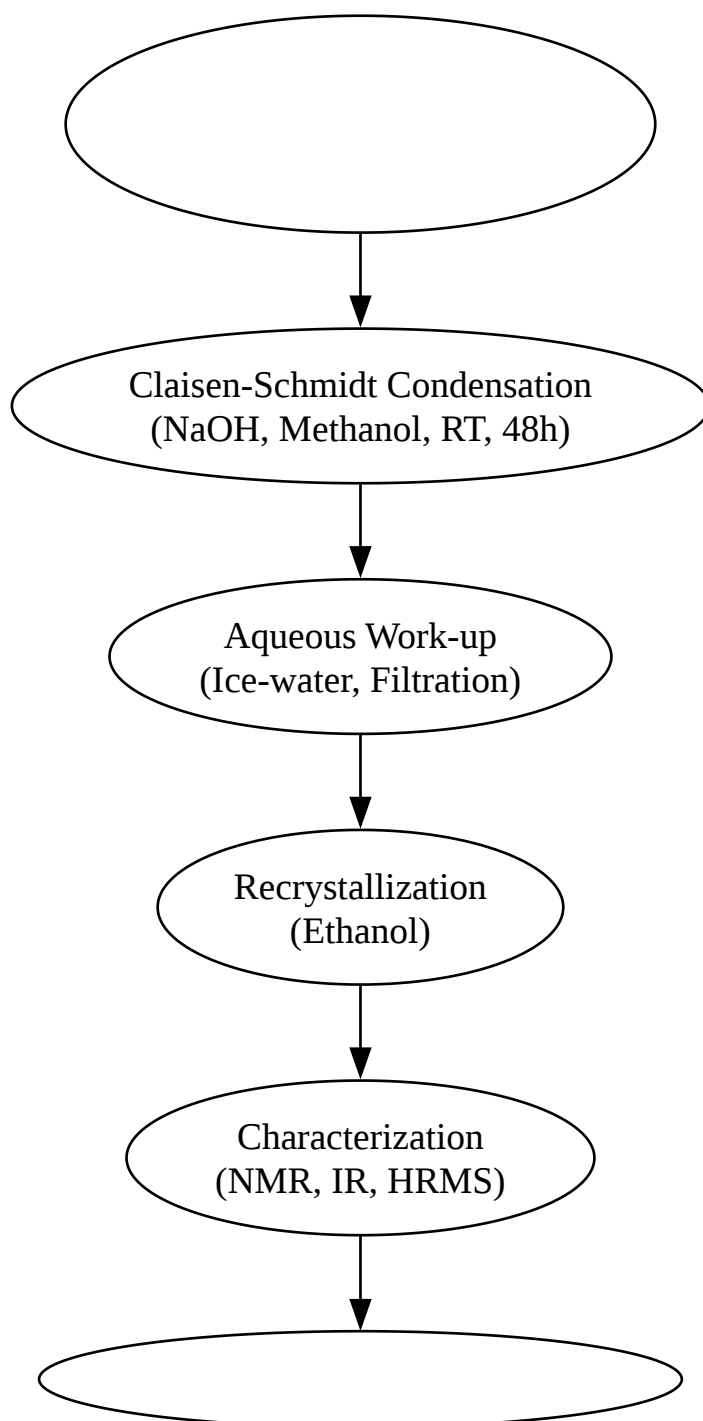 Claisen-Schmidt Condensation
(NaOH, Methanol, RT, 48h)
Aqueous Work-up
(Ice-water, Filtration)
Recrystallization
(Ethanol)
Characterization
(NMR, IR, HRMS)